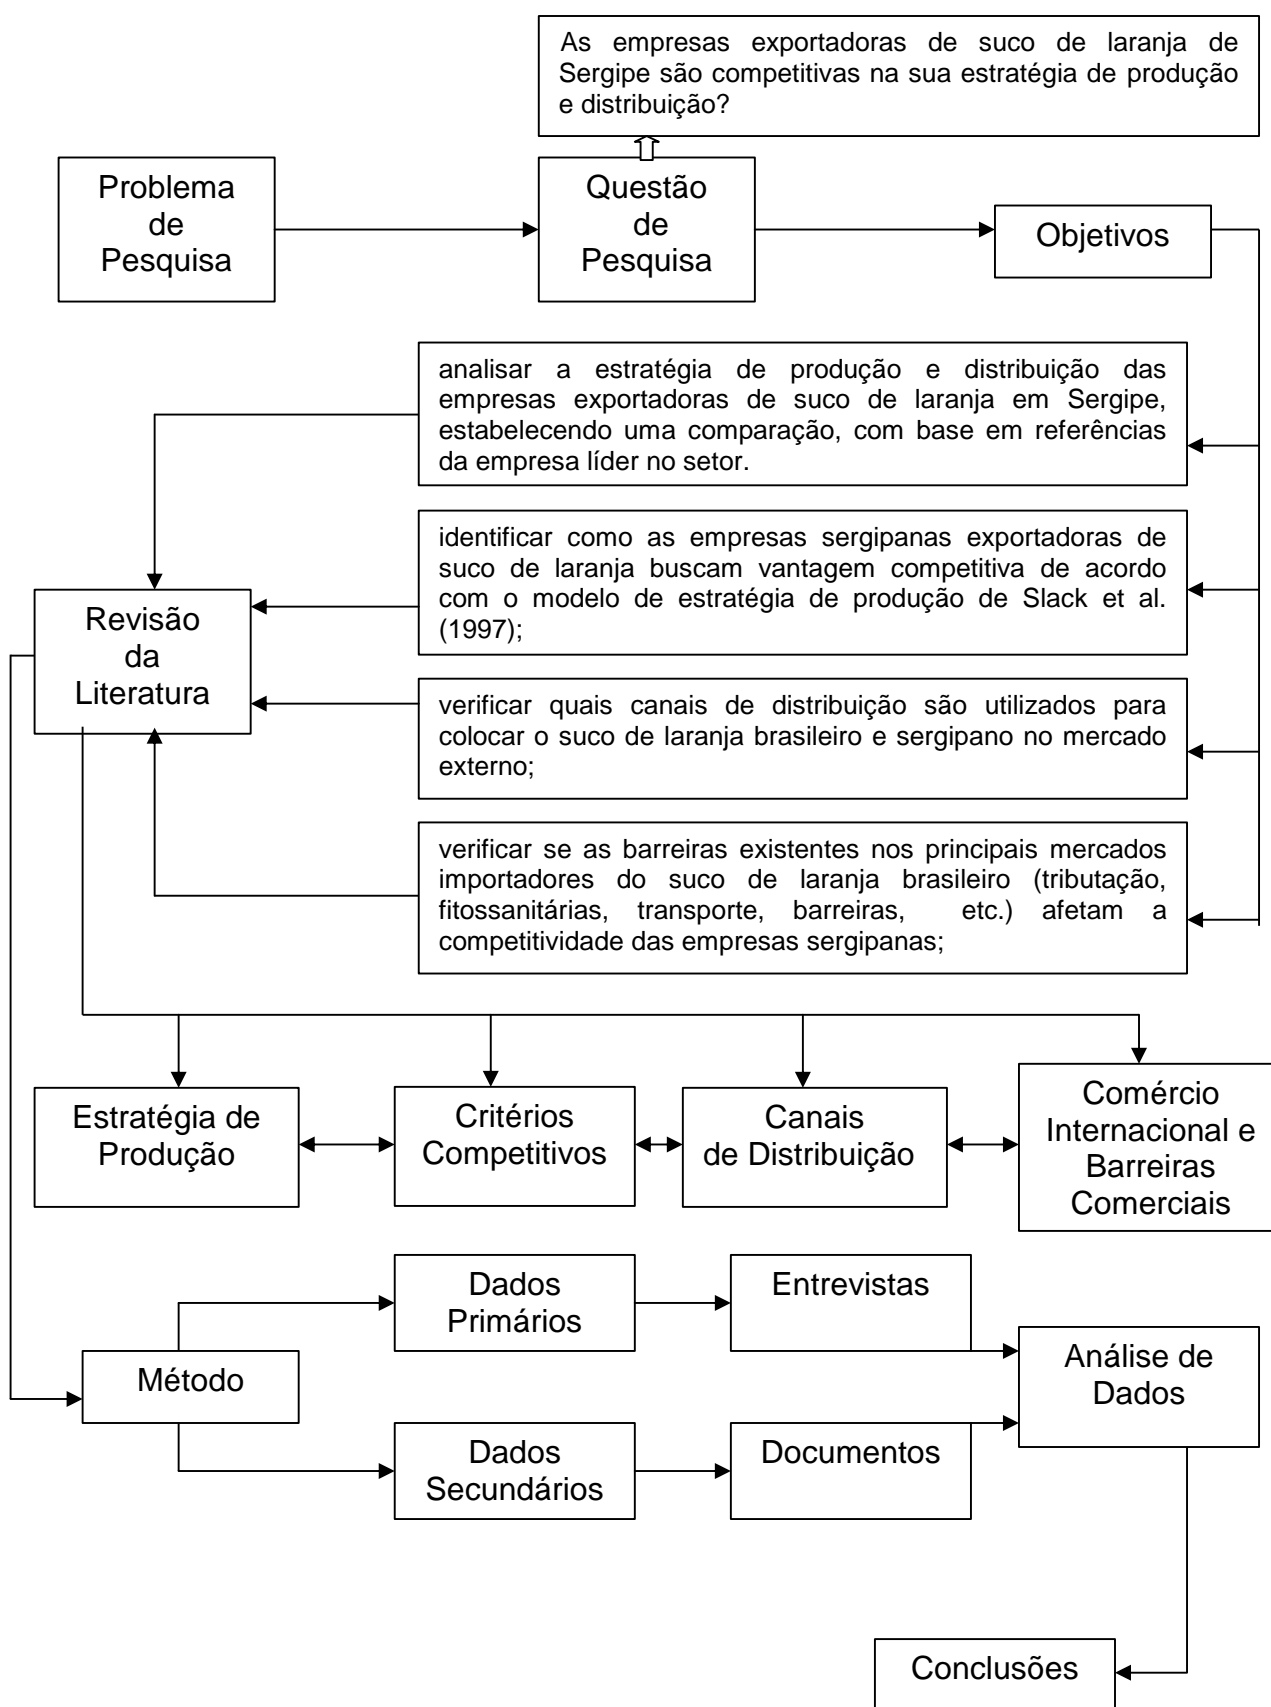 As empresas exportadoras de suco de laranja de
Sergipe são competitivas na sua estratégia de produção
e distribuição?
Problema
de
Pesquisa
Questão
de
Pesquisa
Objetivos
analisar a estratégia de produção e distribuição das
empresas exportadoras de suco de laranja em Sergipe,
estabelecendo uma comparação, com base em referências
da empresa líder no setor.
identificar como as empresas sergipanas exportadoras de
suco de laranja buscam vantagem competitiva de acordo
com o modelo de estratégia de produção de Slack et al.
(1997);
Revisão
da
Literatura
verificar quais canais de distribuição são utilizados para
colocar o suco de laranja brasileiro e sergipano no mercado
externo;
verificar se as barreiras existentes nos principais mercados
importadores do suco de laranja brasileiro (tributação,
fitossanitárias, transporte, barreiras, etc.) afetam a
competitividade das empresas sergipanas;
Estratégia de
Produção
Critérios
Competitivos
Canais
de Distribuição
Comércio
Internacional e
Barreiras
Comerciais
Dados
Primários
Entrevistas
Método
Análise de
Dados
Dados
Secundários
Documentos
Conclusões